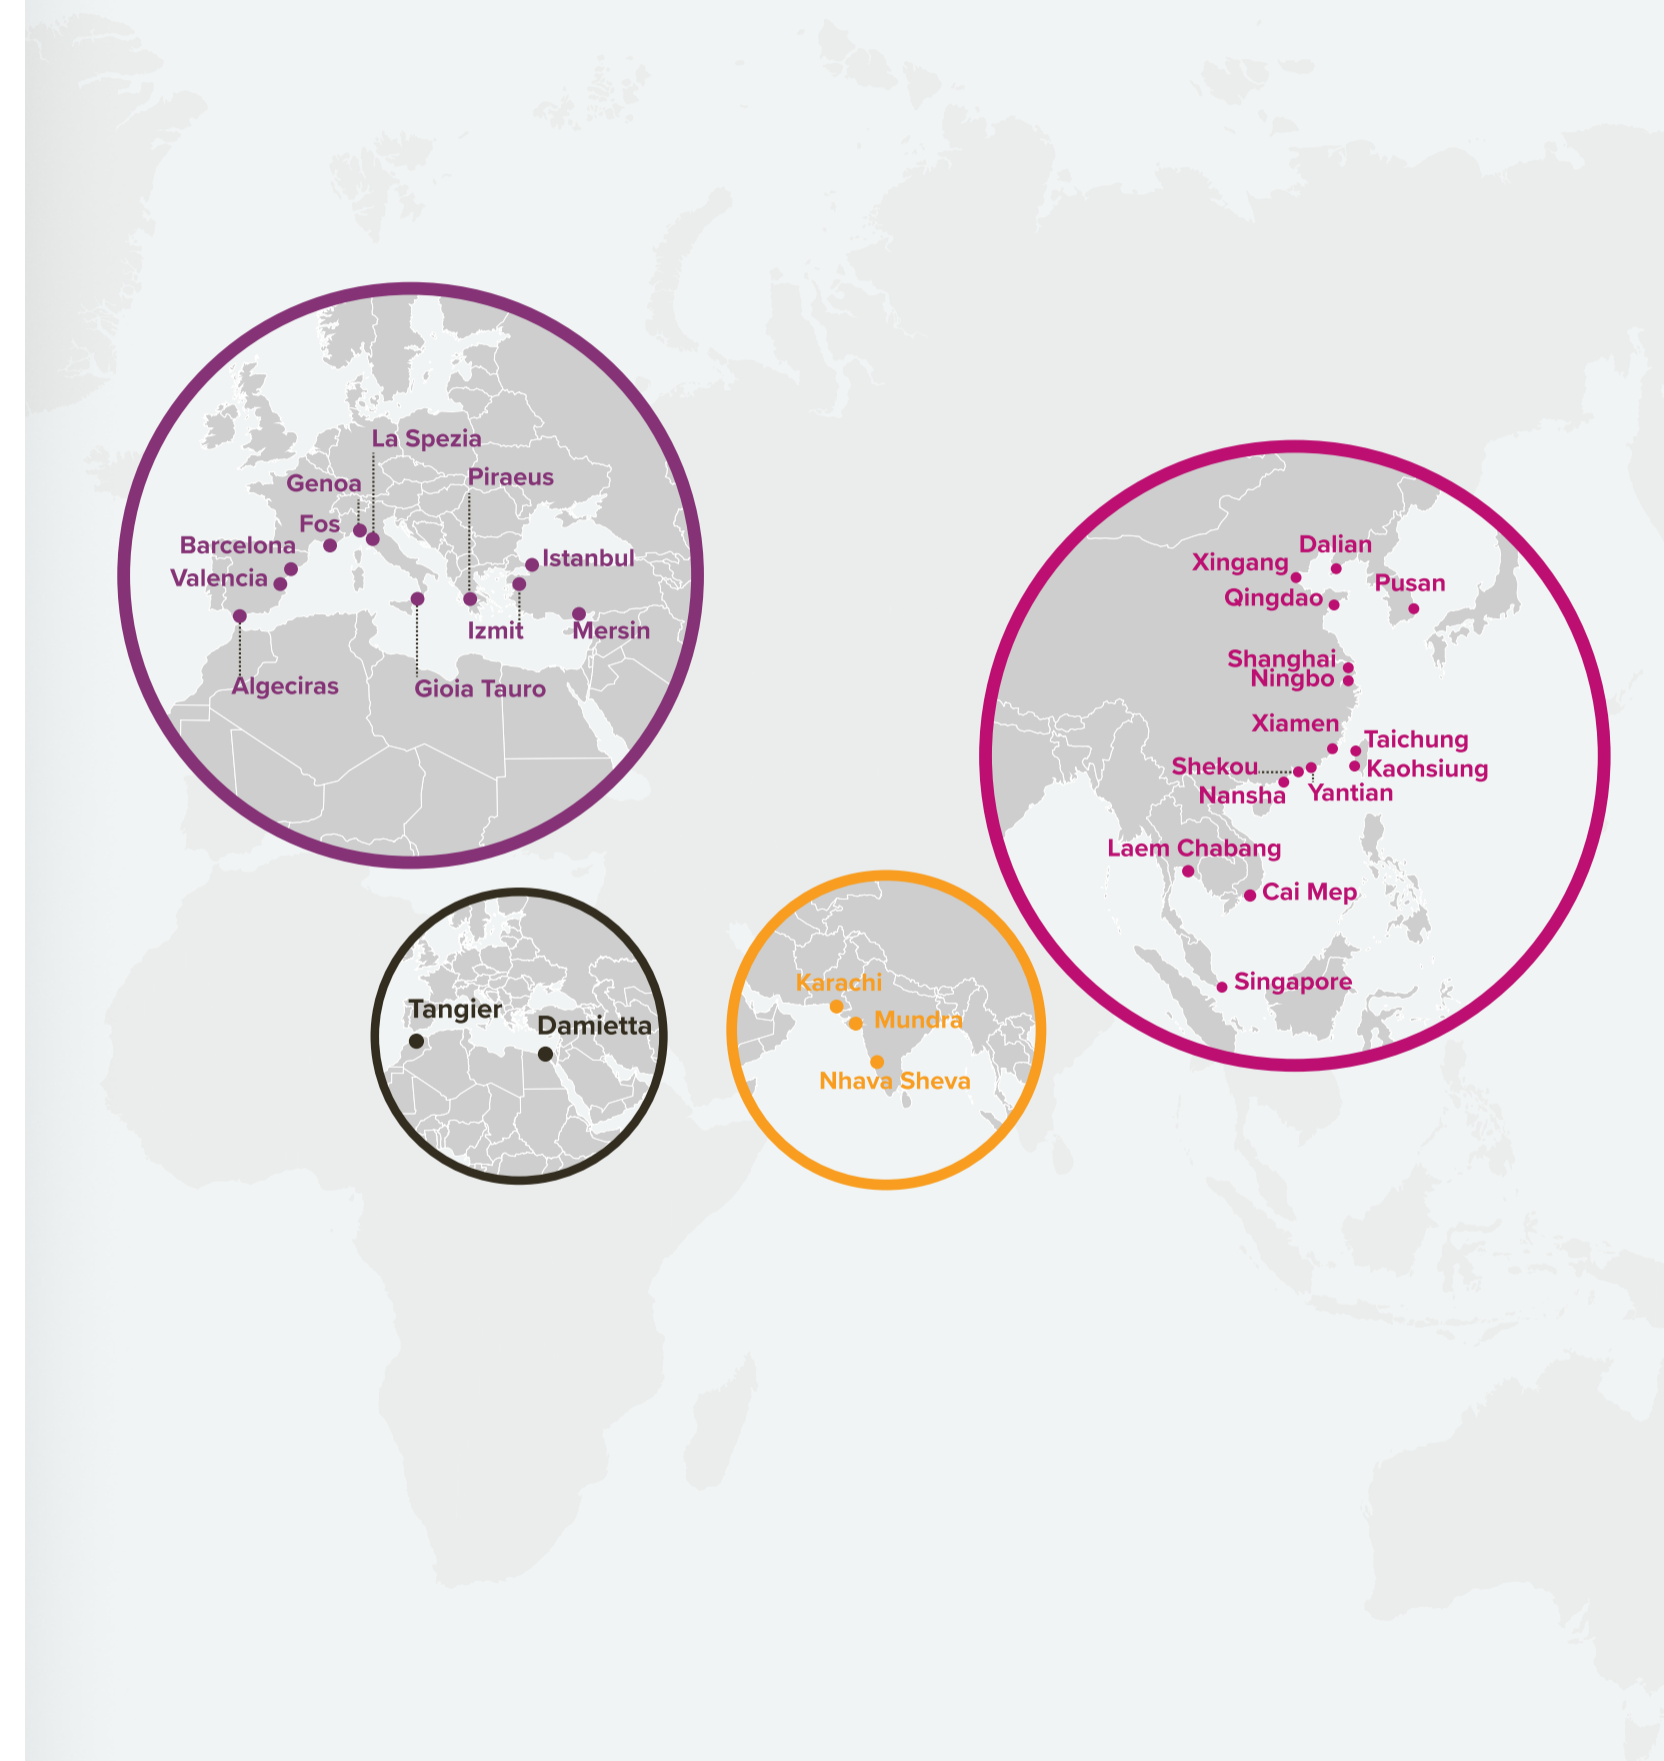 La Spezia
Piraeus
Genoa
Fos
Barcelona
Istanbul
Valencia
Izmit
Mersin
Algeciras
Gioia Tauro
Dalian
Xingang
Pusan
Qingdao
Shanghai
Ningbo
Xiamen
Taichung
Shekou
Kaohsiung
Nansha
Yantian
Laem Chabang
Cai Mep
Singapore
Tangier
Damietta
Karachi
Mundra
Nhava Sheva